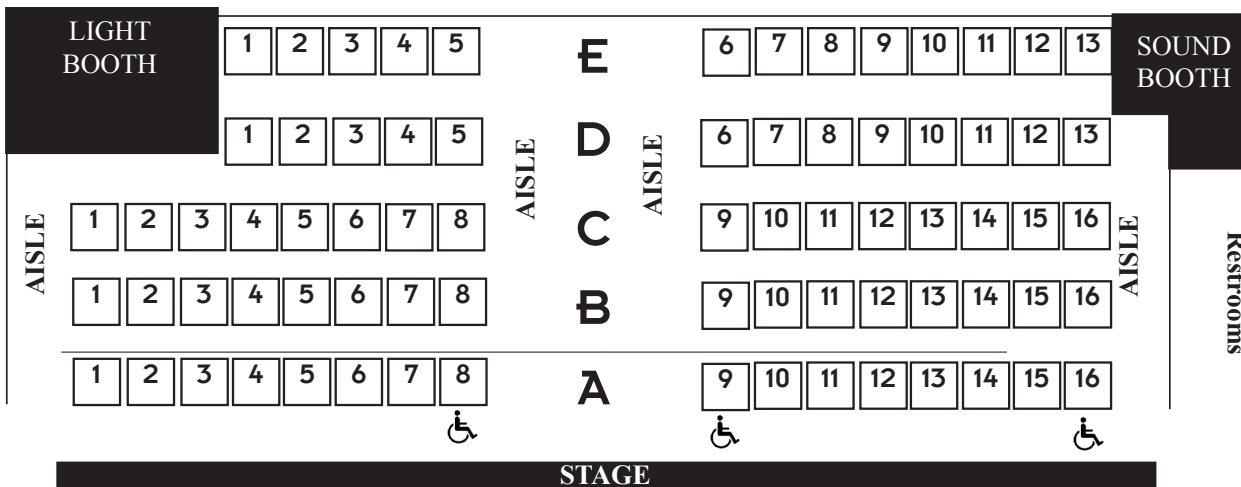 LIGHT
BOOTH
1 2 3 4 5 E 6 7 8 9 10 11 12 13
SOUND
BOOTH
1 2 3 4 5 D 6 7 8 9 10 11 12 13
AISLE
AISLE
AISLE
1 2 3 4 5 6 7 8 C 9 10 11 12 13 14 15 16
AISLE
Restrooms
1 2 3 4 5 6 7 8 B 9 10 11 12 13 14 15 16
1 2 3 4 5 6 7 8 A 9 10 11 12 13 14 15 16
STAGE